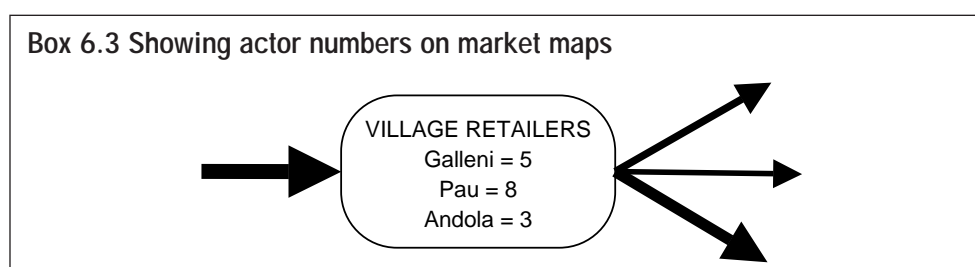 Box 6.3 Showing actor numbers on market maps
VILLAGE RETAILERS
Galleni = 5
Pau = 8
Andola = 3